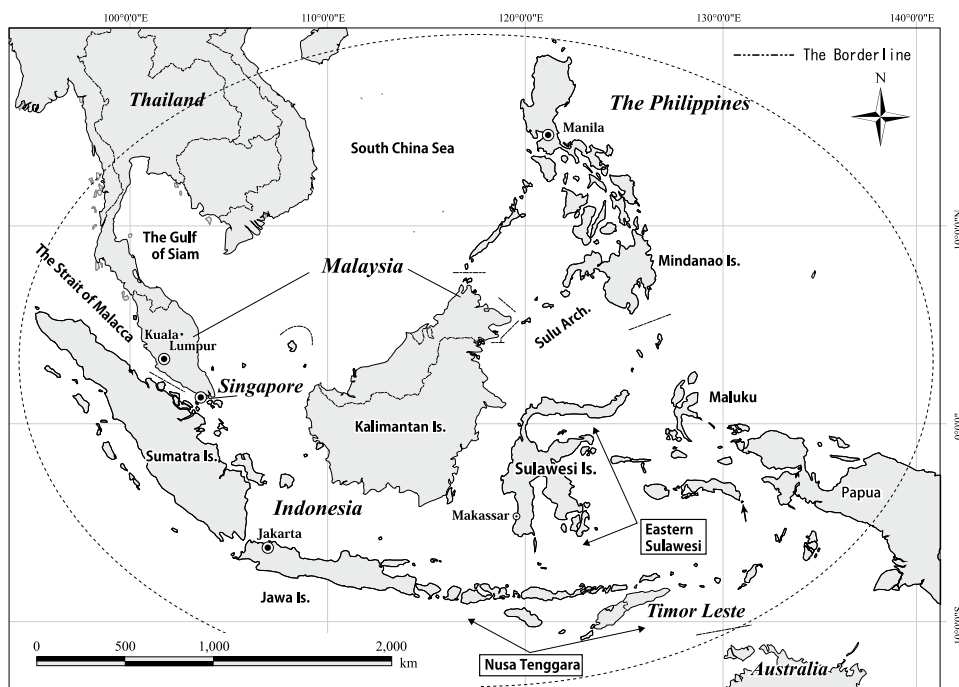 100°0'0"E
110°0'0"E
120°0'0"E
130°0'0"E
140°0'0"E
The Borderline
N
Thailand
The Philippines
Manila
South China Sea
10°0'0"N
The Gulf
of Siam
Malaysia
Mindanao Is.
The Strait of Malacca
Sulu Arch.
Kuala
Lumpur
Singapore
Maluku
0°0'0"
Kalimantan Is.
Sumatra Is.
Sulawesi Is.
Papua
Indonesia
Makassar
Jakarta
Eastern
Sulawesi
Jawa Is.
Timor Leste
10°0'0"S
0
500
1,000
2,000
km
Nusa Tenggara
Australia